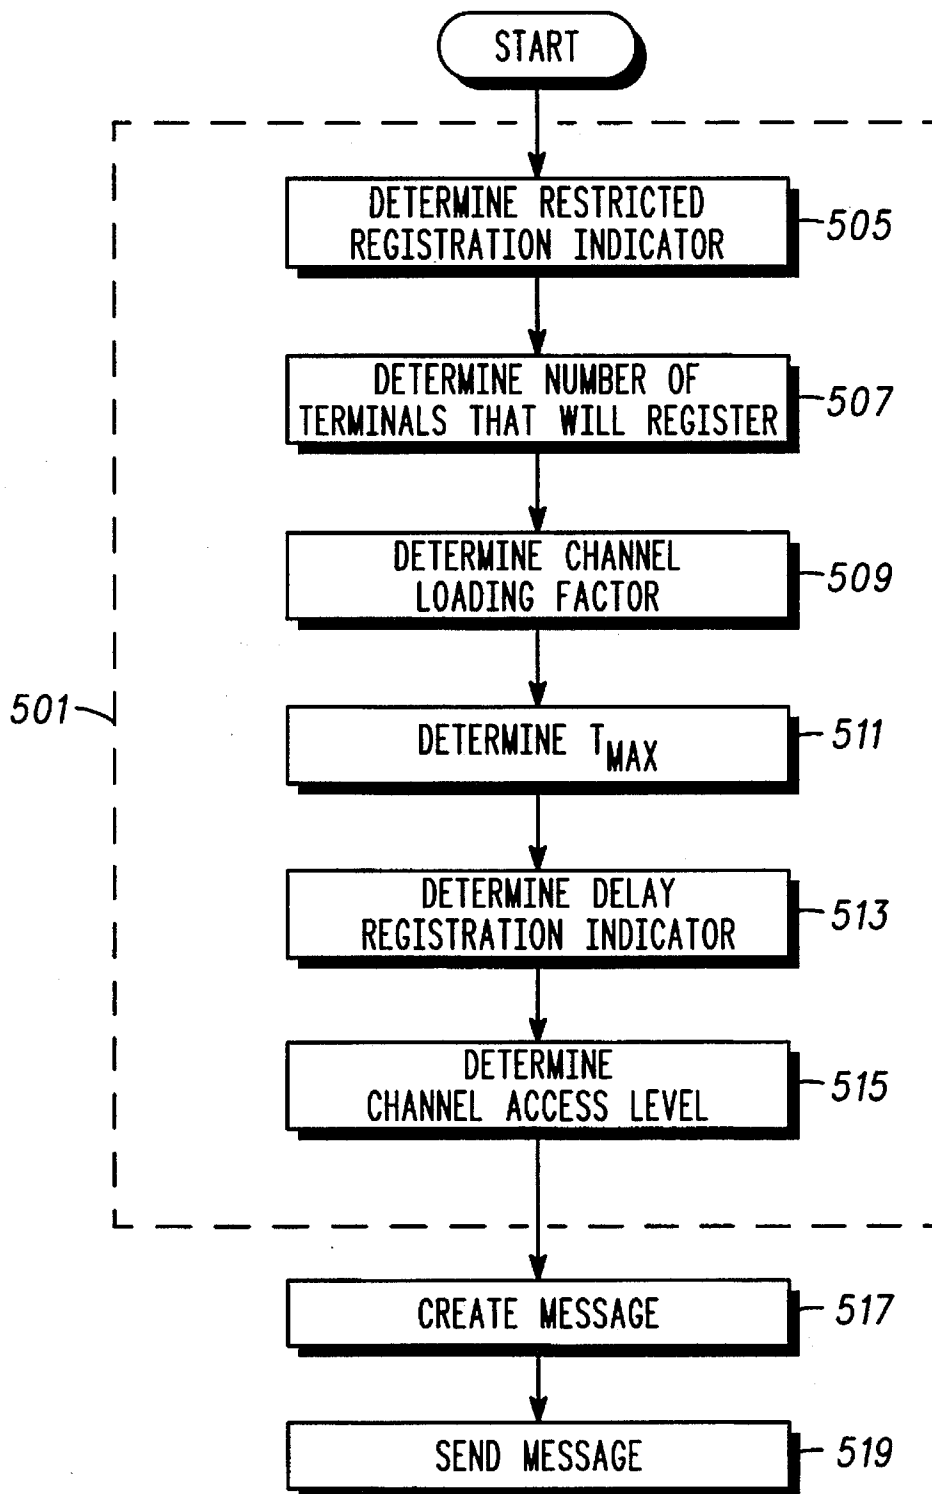 START
DETERMINE RESTRICTED
REGISTRATION INDICATOR
505
DETERMINE NUMBER OF
TERMINALS THAT WILL REGISTER
507
DETERMINE CHANNEL
LOADING FACTOR
509
501
DETERMINE TMAX
511
DETERMINE DELAY
REGISTRATION INDICATOR
513
DETERMINE
CHANNEL ACCESS LEVEL
515
CREATE MESSAGE
517
SEND MESSAGE
519